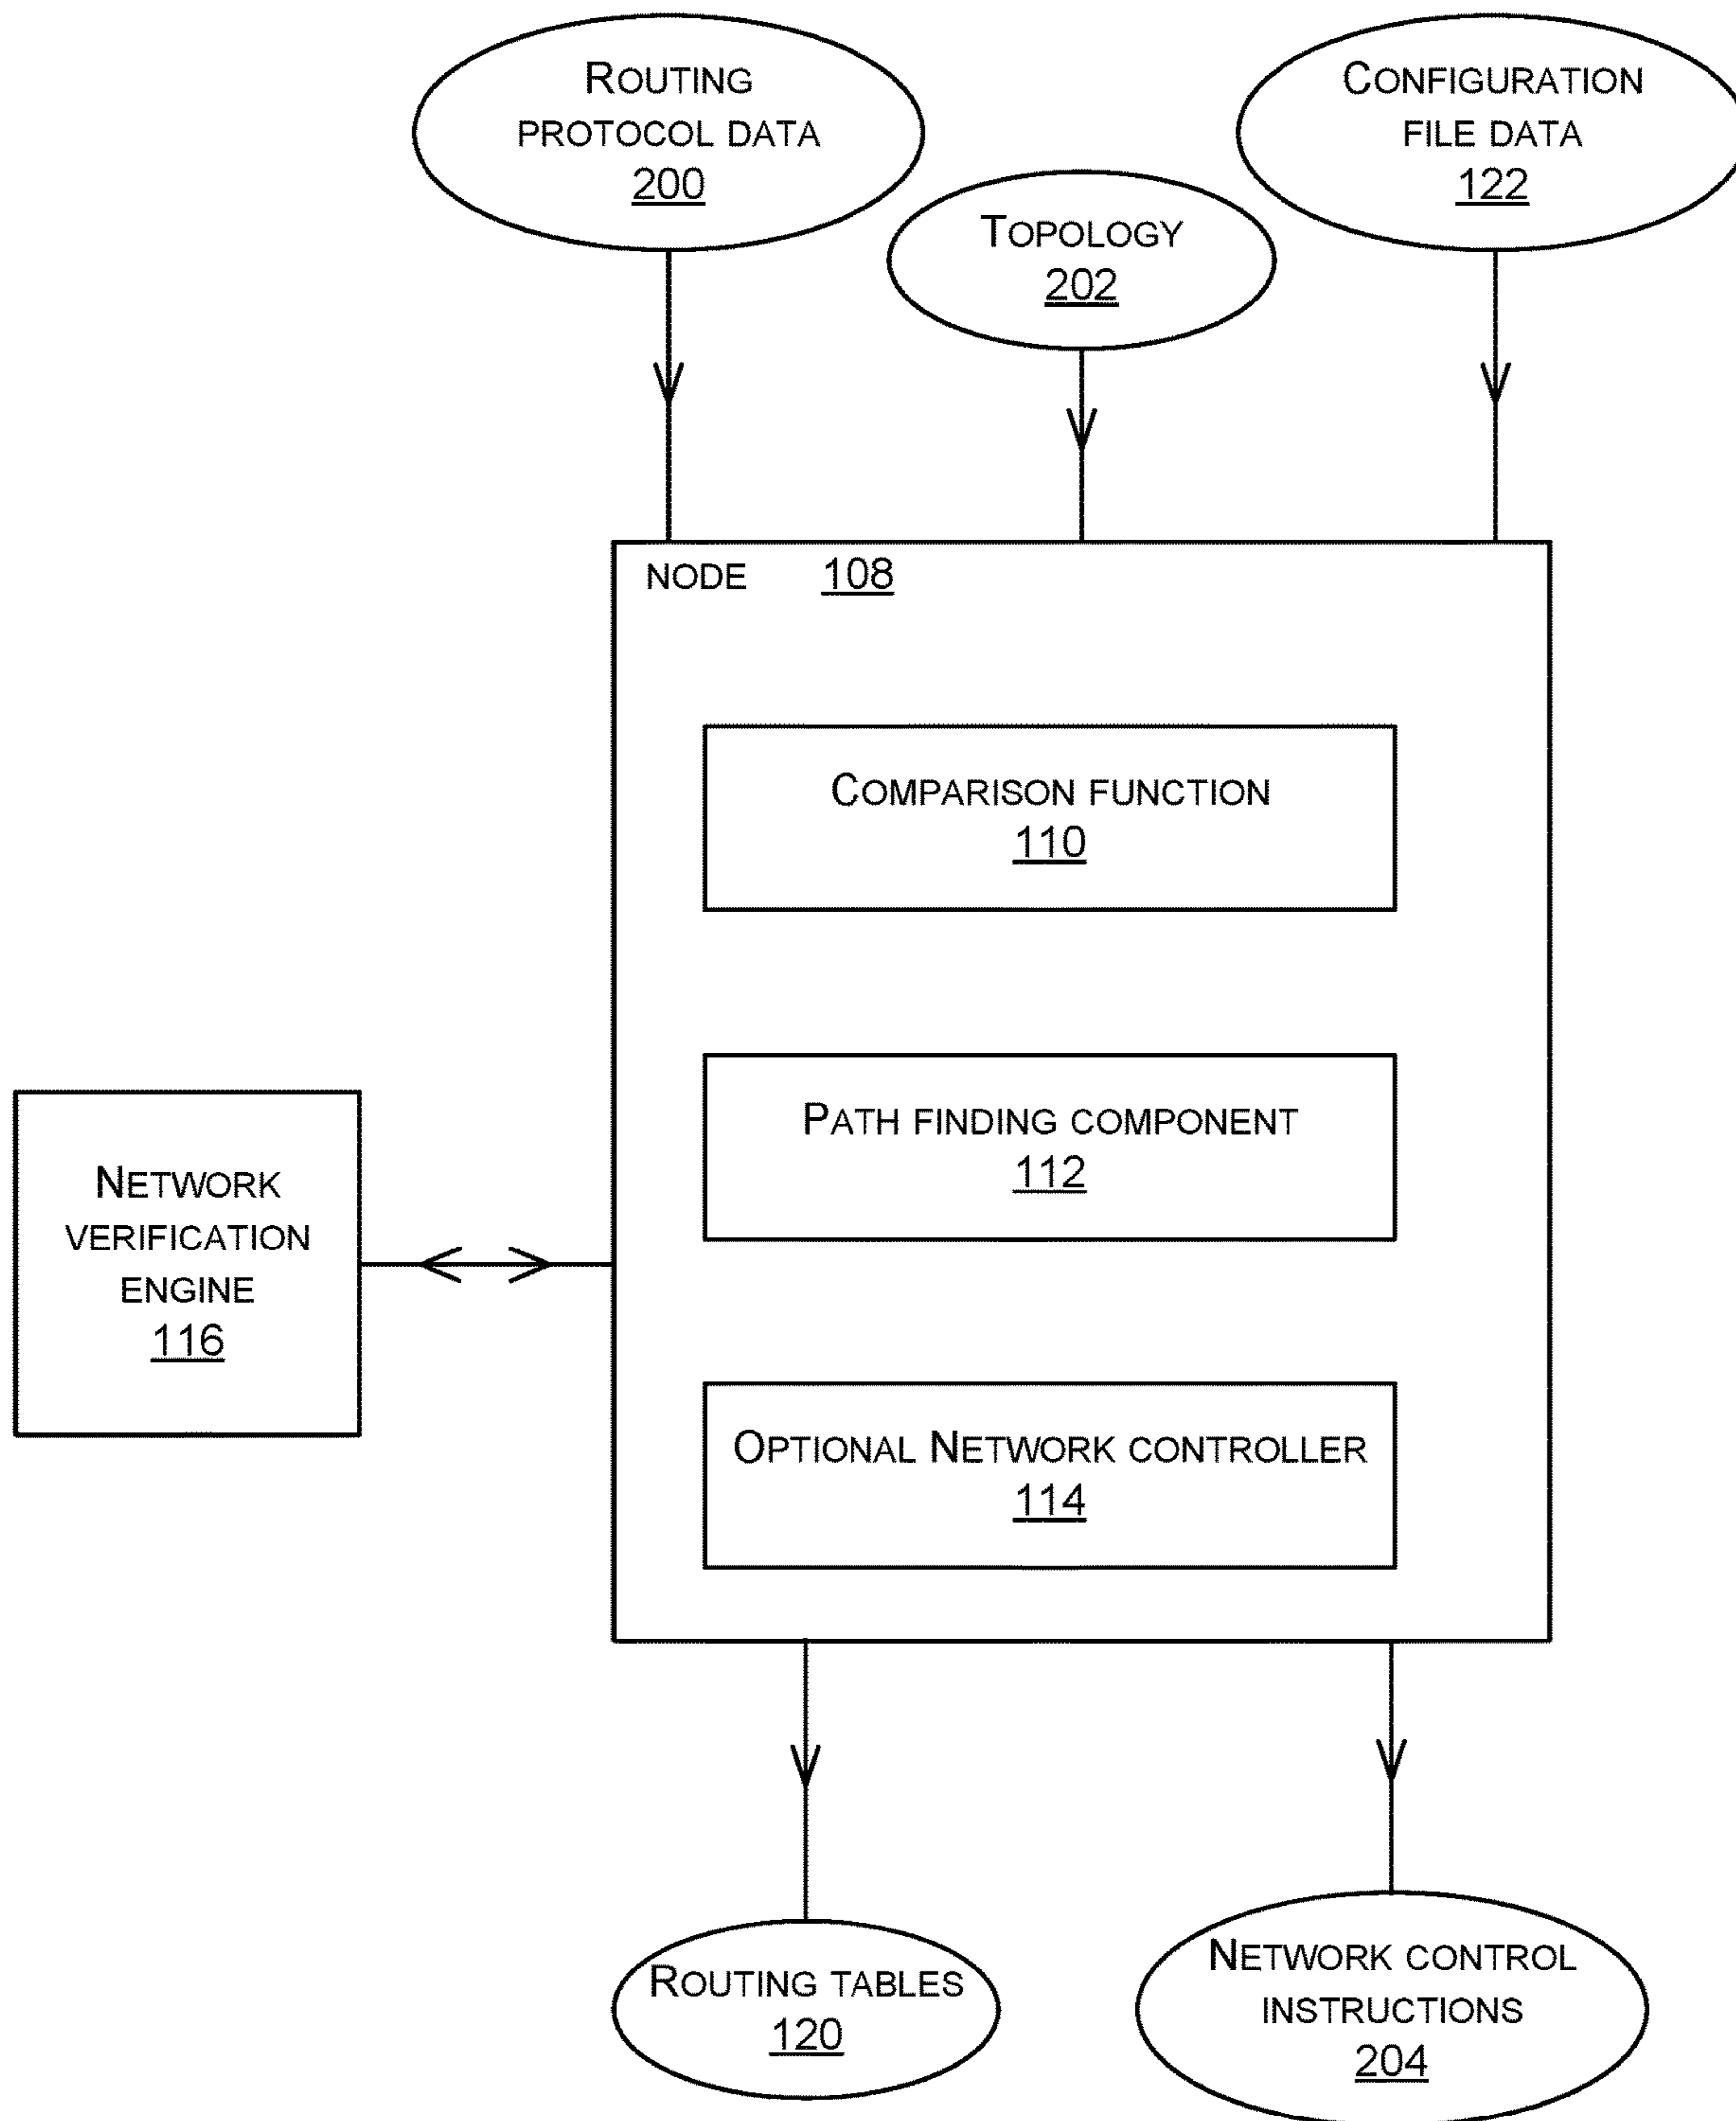 ROUTING
PROTOCOL DATA
200
CONFIGURATION
FILE DATA
122
TOPOLOGY
202
NODE 108
COMPARISON FUNCTION
110
PATH FINDING COMPONENT
112
NETWORK
VERIFICATION
ENGINE
116
OPTIONAL NETWORK CONTROLLER
114
ROUTING TABLES
120
NETWORK CONTROL
INSTRUCTIONS
204